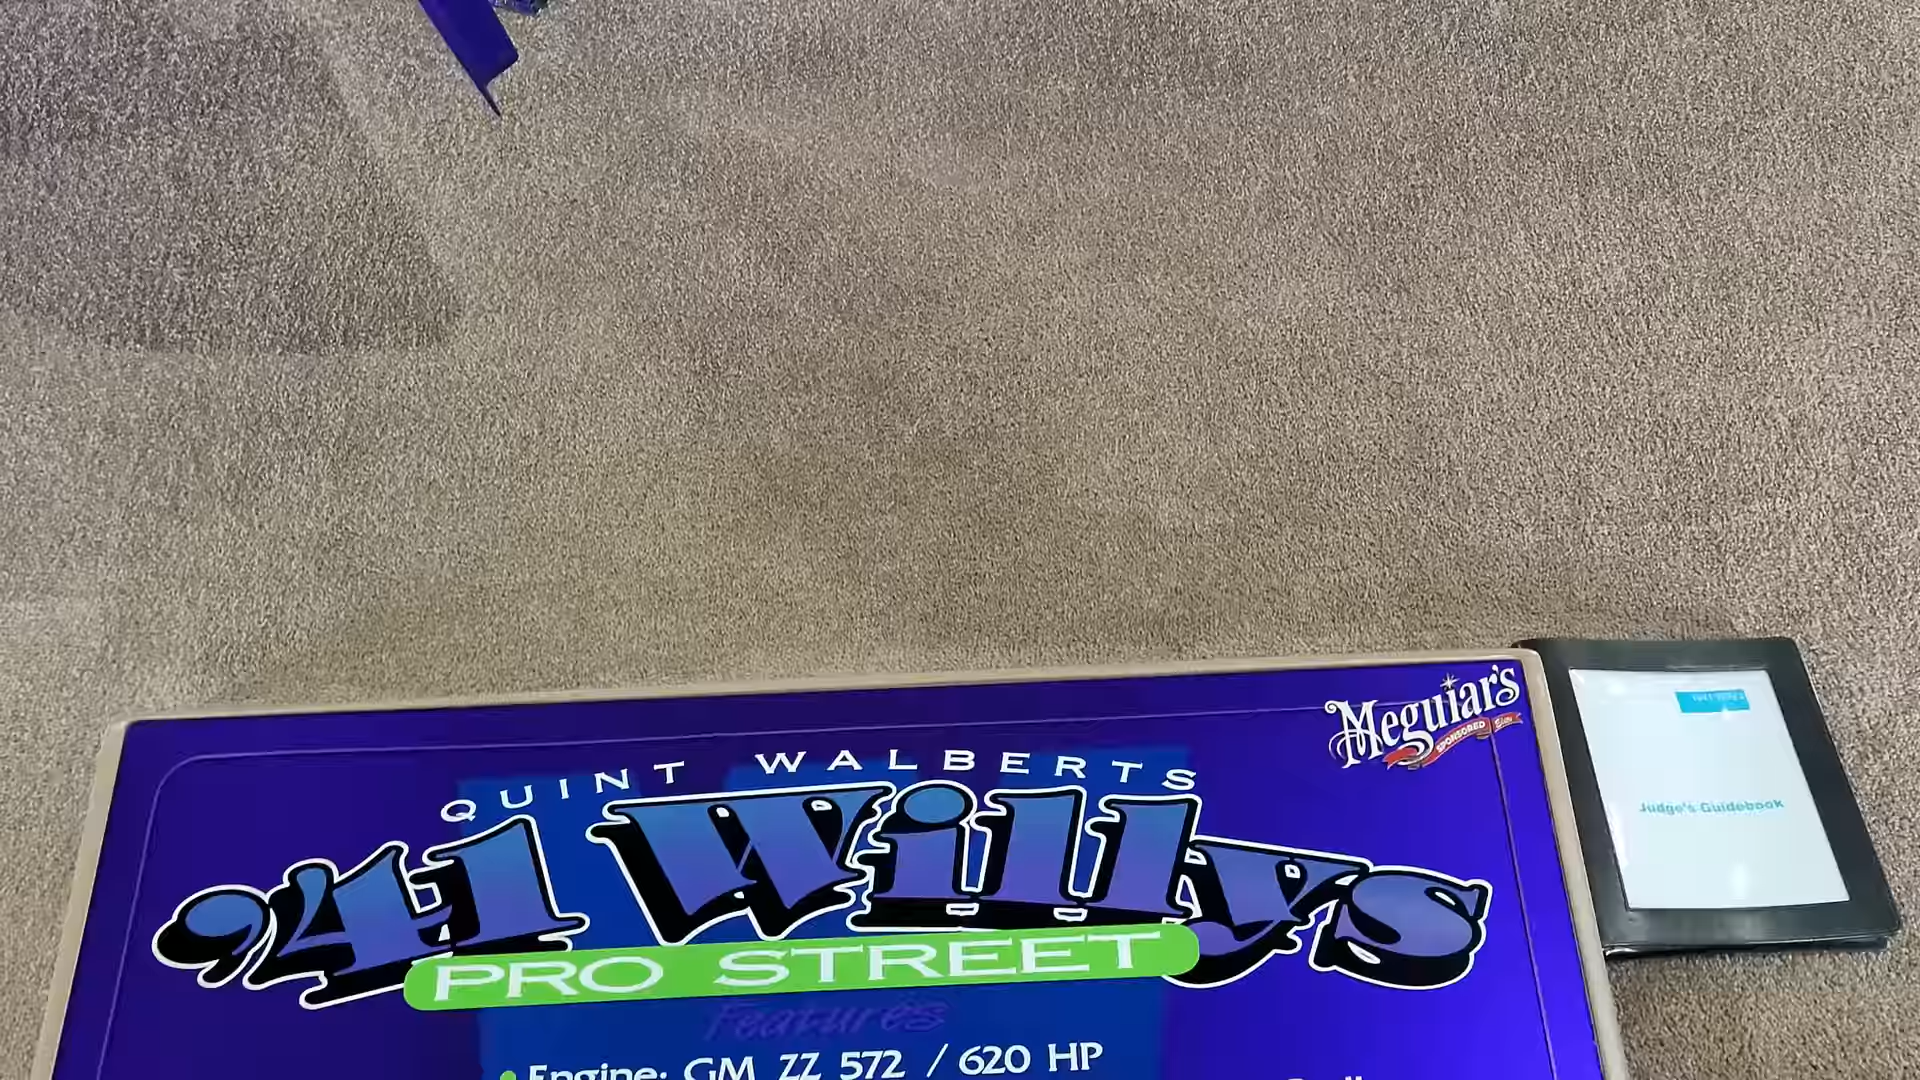 Meguiar's
SPONSORED
QUINT WALBERTS
'41 Willys
PRO STREET
Features
• Engine: GM ZZ 572 / 620 HP
Judge's Guidebook